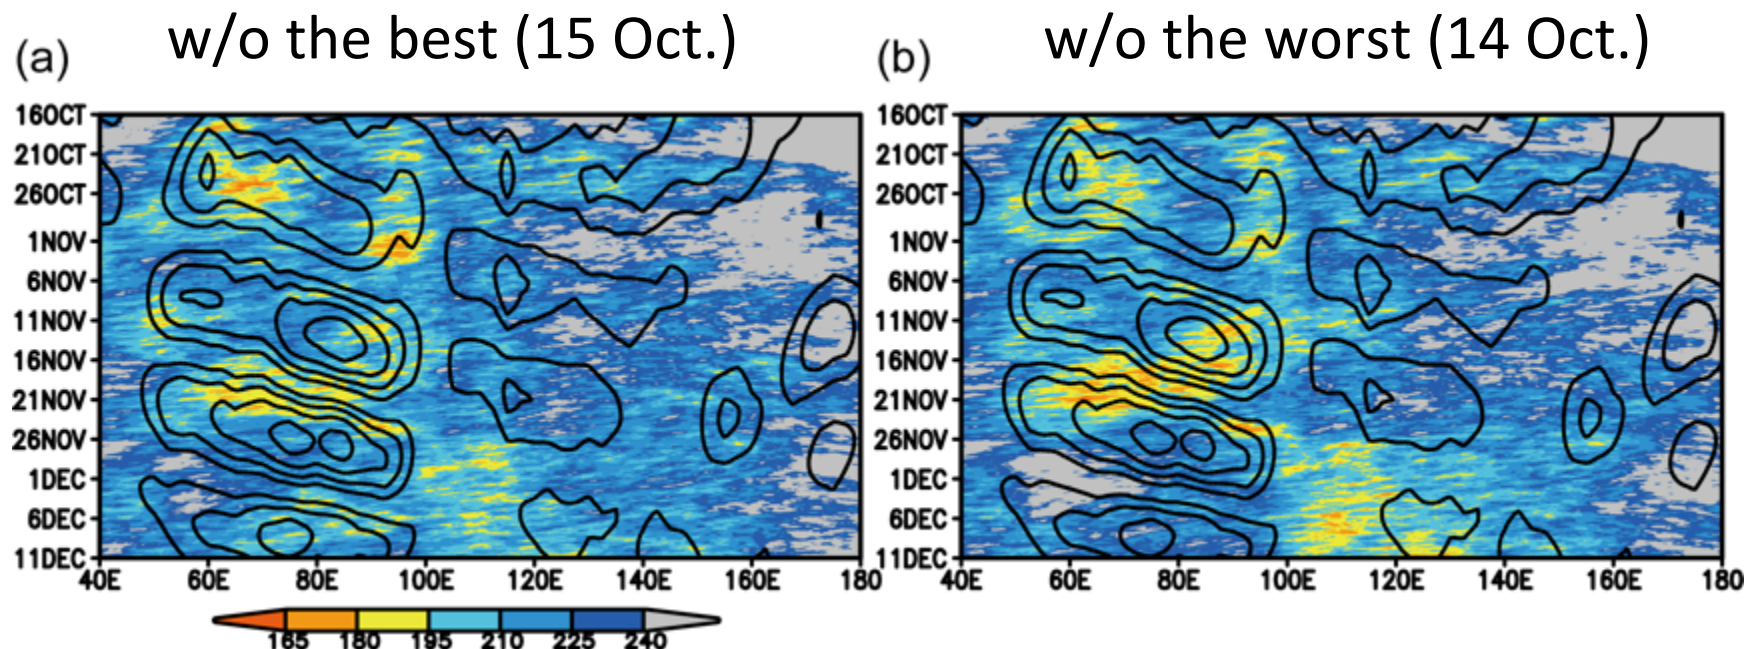 w/o the best (15 Oct.)
(a)
16OCT
21OCT
26OCT
1NOV
6NOV
11NOV
16NOV
21NOV
26NOV
1DEC
6DEC
11DEC
40E 60E 80E 100E 120E 140E 160E 180
165 180 195 210 225 240
w/o the worst (14 Oct.)
(b)
16OCT
21OCT
26OCT
1NOV
6NOV
11NOV
16NOV
21NOV
26NOV
1DEC
6DEC
11DEC
40E 60E 80E 100E 120E 140E 160E 180